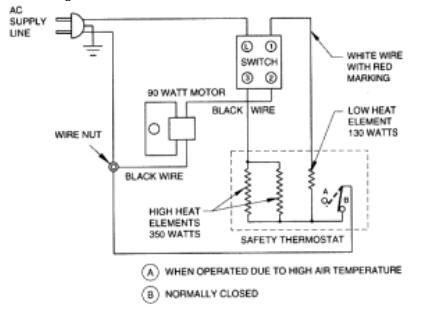 AC
SUPPLY
LINE
L 1
SWITCH
3 2
WHITE WIRE
WITH RED
MARKING
90 WATT MOTOR
BLACK WIRE
LOW HEAT
ELEMENT
130 WATTS
WIRE NUT
BLACK WIRE
A
B
HIGH HEAT
ELEMENTS
350 WATTS
SAFETY THERMOSTAT
A WHEN OPERATED DUE TO HIGH AIR TEMPERATURE
B NORMALLY CLOSED